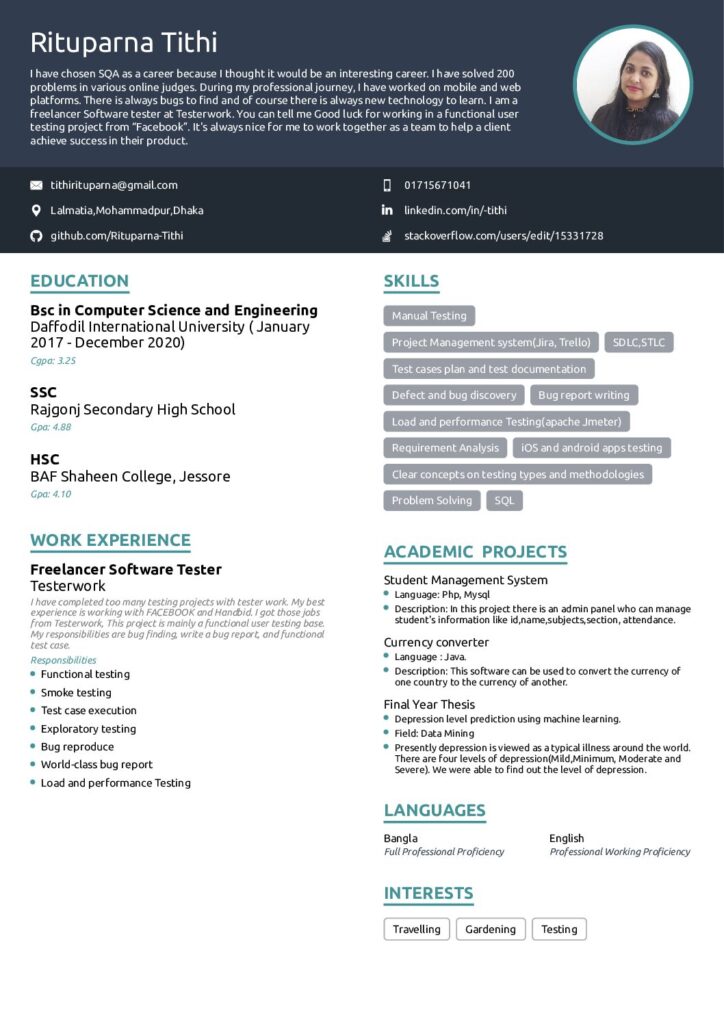 Rituparna Tithi
I have chosen SQA as a career because I thought it would be an interesting career. I have solved 200
problems in various online judges. During my professional journey, I have worked on mobile and web
platforms. There is always bugs to find and of course there is always new technology to learn. I am a
freelancer Software tester at Testerwork. You can tell me Good luck for working in a functional user
testing project from “Facebook”. It's always nice for me to work together as a team to help a client
achieve success in their product.
tithirituparna@gmail.com
01715671041
Lalmatia,Mohammadpur,Dhaka
linkedin.com/in/-tithi
github.com/Rituparna-Tithi
stackoverflow.com/users/edit/15331728
EDUCATION
Bsc in Computer Science and Engineering
Daffodil International University ( January
2017 - December 2020)
Cgpa: 3.25
SSC
Rajgonj Secondary High School
Gpa: 4.88
HSC
BAF Shaheen College, Jessore
Gpa: 4.10
WORK EXPERIENCE
Freelancer Software Tester
Testerwork
I have completed too many testing projects with tester work. My best
experience is working with FACEBOOK and Handbid. I got those jobs
from Testerwork, This project is mainly a functional user testing base.
My responsibilities are bug finding, write a bug report, and functional
test case.
Responsibilities
Functional testing
Smoke testing
Test case execution
Exploratory testing
Bug reproduce
World-class bug report
Load and performance Testing
SKILLS
Manual Testing
Project Management system(Jira, Trello) SDLC,STLC
Test cases plan and test documentation
Defect and bug discovery Bug report writing
Load and performance Testing(apache Jmeter)
Requirement Analysis iOS and android apps testing
Clear concepts on testing types and methodologies
Problem Solving SQL
ACADEMIC PROJECTS
Student Management System
Language: Php, Mysql
Description: In this project there is an admin panel who can manage
student's information like id,name,subjects,section, attendance.
Currency converter
Language : Java.
Description: This software can be used to convert the currency of
one country to the currency of another.
Final Year Thesis
Depression level prediction using machine learning.
Field: Data Mining
Presently depression is viewed as a typical illness around the world.
There are four levels of depression(Mild,Minimum, Moderate and
Severe). We were able to find out the level of depression.
LANGUAGES
Bangla
Full Professional Proficiency
English
Professional Working Proficiency
INTERESTS
Travelling Gardening Testing